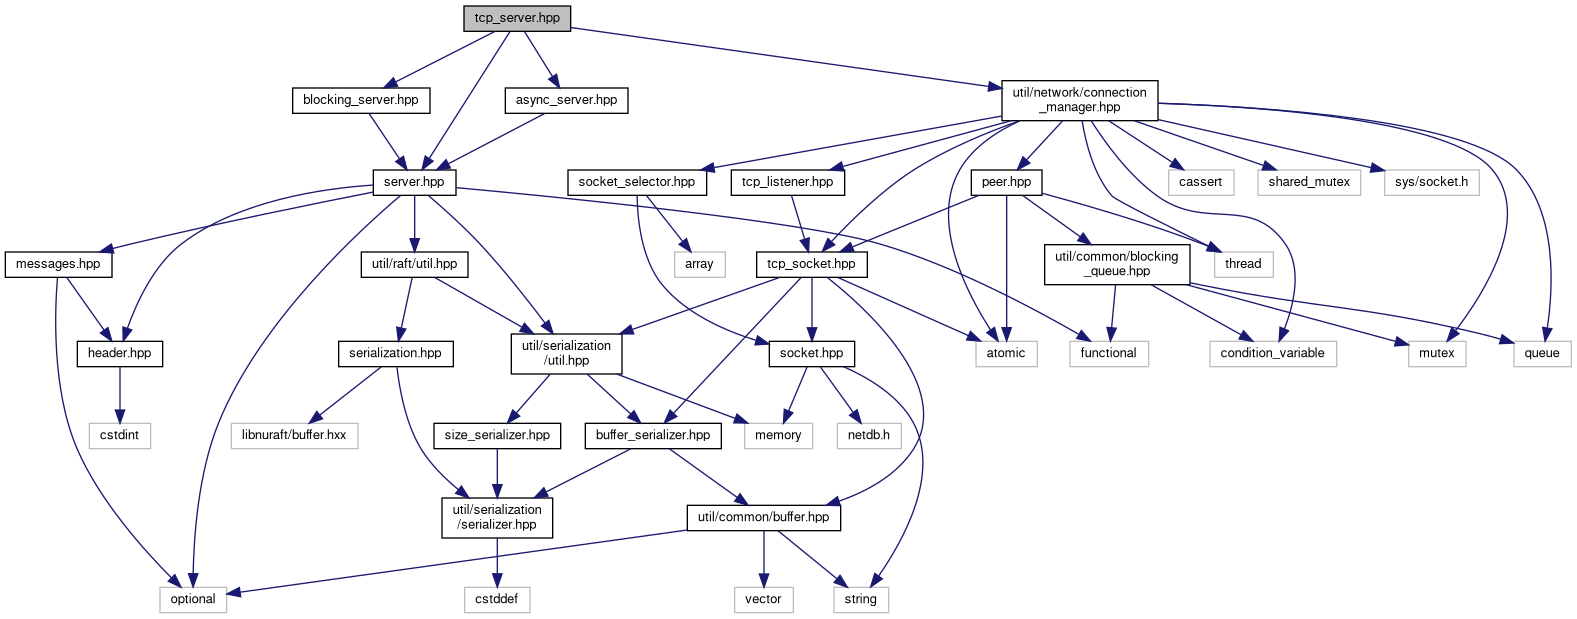 tcp_server.hpp
blocking_server.hpp
async_server.hpp
util/network/connection
_manager.hpp
server.hpp
socket_selector.hpp
tcp_listener.hpp
peer.hpp
cassert
shared_mutex
sys/socket.h
messages.hpp
util/raft/util.hpp
array
tcp_socket.hpp
util/common/blocking
_queue.hpp
thread
header.hpp
serialization.hpp
util/serialization
/util.hpp
socket.hpp
atomic
functional
condition_variable
mutex
queue
cstdint
libnuraft/buffer.hxx
size_serializer.hpp
buffer_serializer.hpp
memory
netdb.h
util/serialization
/serializer.hpp
util/common/buffer.hpp
optional
cstddef
vector
string